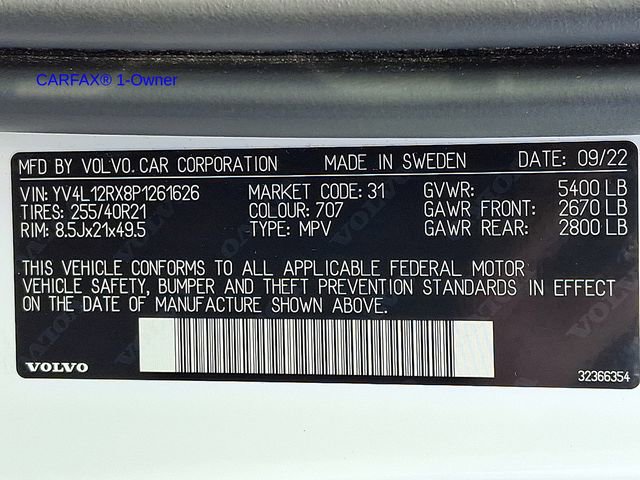 CARFAX® 1-Owner
MFD BY VOLVO.CAR CORPORATION MADE IN SWEDEN DATE: 09/22
VIN: YV4L12RX8P1261626 MARKET CODE: 31 GVWR: 5400 LB
TIRES: 255/40R21 COLOUR: 707 GAWR FRONT: 2670 LB
RIM: 8.5Jx21x49.5 TYPE: MPV GAWR REAR: 2800 LB
THIS VEHICLE CONFORMS TO ALL APPLICABLE FEDERAL MOTOR
VEHICLE SAFETY, BUMPER AND THEFT PREVENTION STANDARDS IN EFFECT
ON THE DATE OF MANUFACTURE SHOWN ABOVE.
VOLVO
32366354